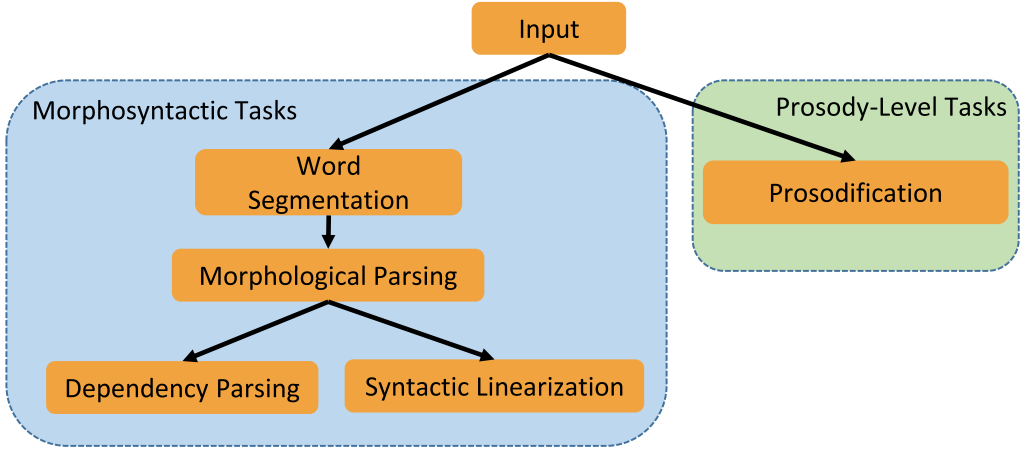 Input
Morphosyntactic Tasks
Prosody-Level Tasks
Word
Segmentation
Prosodification
Morphological Parsing
Dependency Parsing
Syntactic Linearization